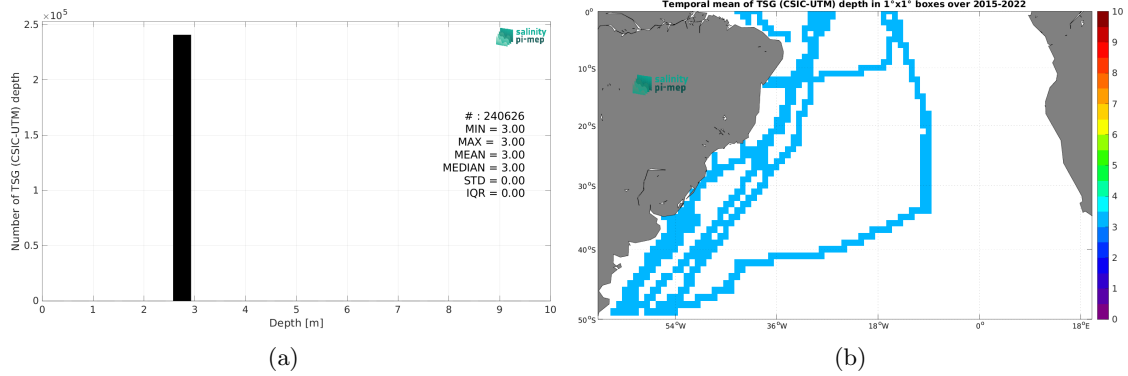 ×10⁵
2.5
2
1.5
1
0.5
0
0 1 2 3 4 5 6 7 8 9 10
Number of TSG (CSIC-UTM) depth
Depth [m]
salinity
pi-mep
# : 240626
MIN = 3.00
MAX = 3.00
MEAN = 3.00
MEDIAN = 3.00
STD = 0.00
IQR = 0.00
(a)
Temporal mean of TSG (CSIC-UTM) depth in 1°x1° boxes over 2015-2022
0°
10°S
20°S
30°S
40°S
50°S
54°W 36°W 18°W 0° 18°E
salinity
pi-mep
10
9
8
7
6
5
4
3
2
1
0
(b)